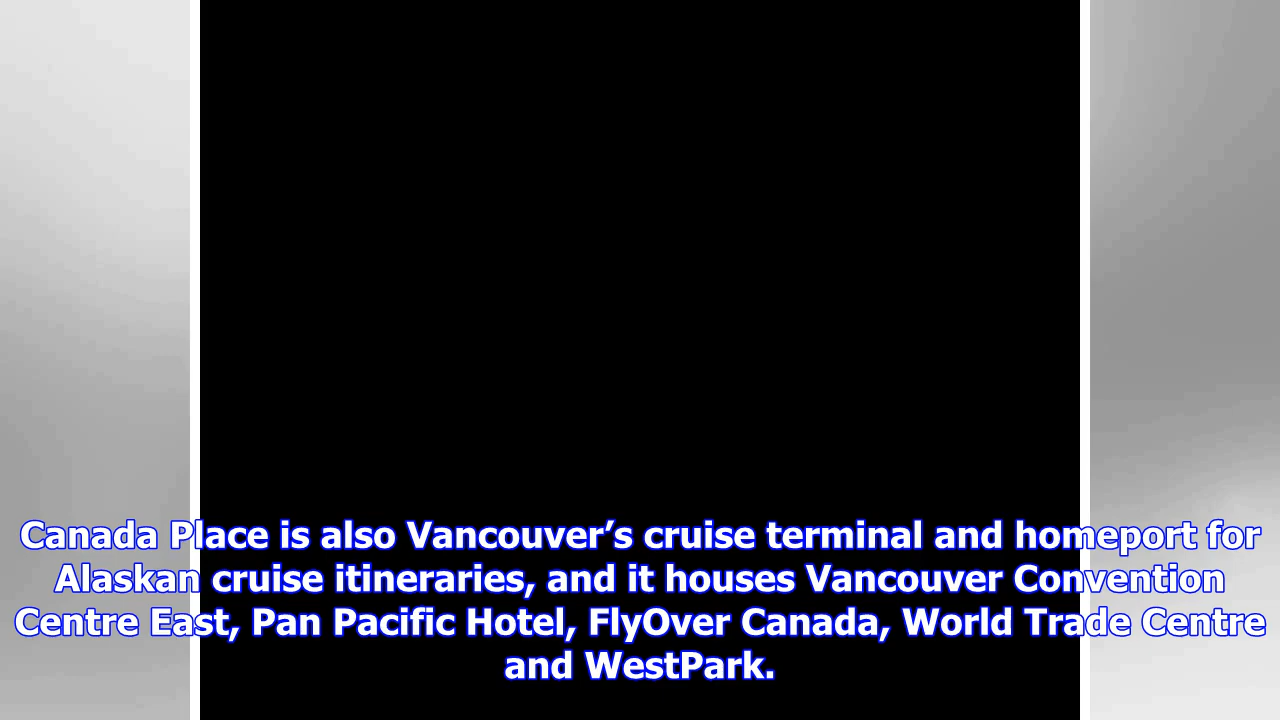 Canada Place is also Vancouver’s cruise terminal and homeport for
Alaskan cruise itineraries, and it houses Vancouver Convention
Centre East, Pan Pacific Hotel, FlyOver Canada, World Trade Centre
and WestPark.